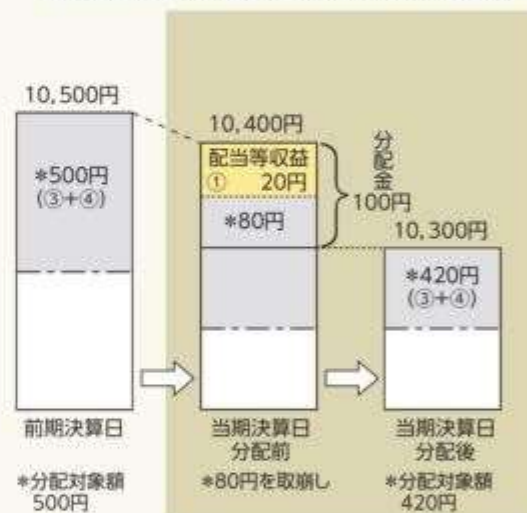 10,500円
*500円
(③+④)
前期決算日
*分配対象額
500円
10,400円
配当等収益
① 20円
*80円
分配金
100円
当期決算日
分配前
*80円を取崩し
10,300円
*420円
(③+④)
当期決算日
分配後
*分配対象額
420円